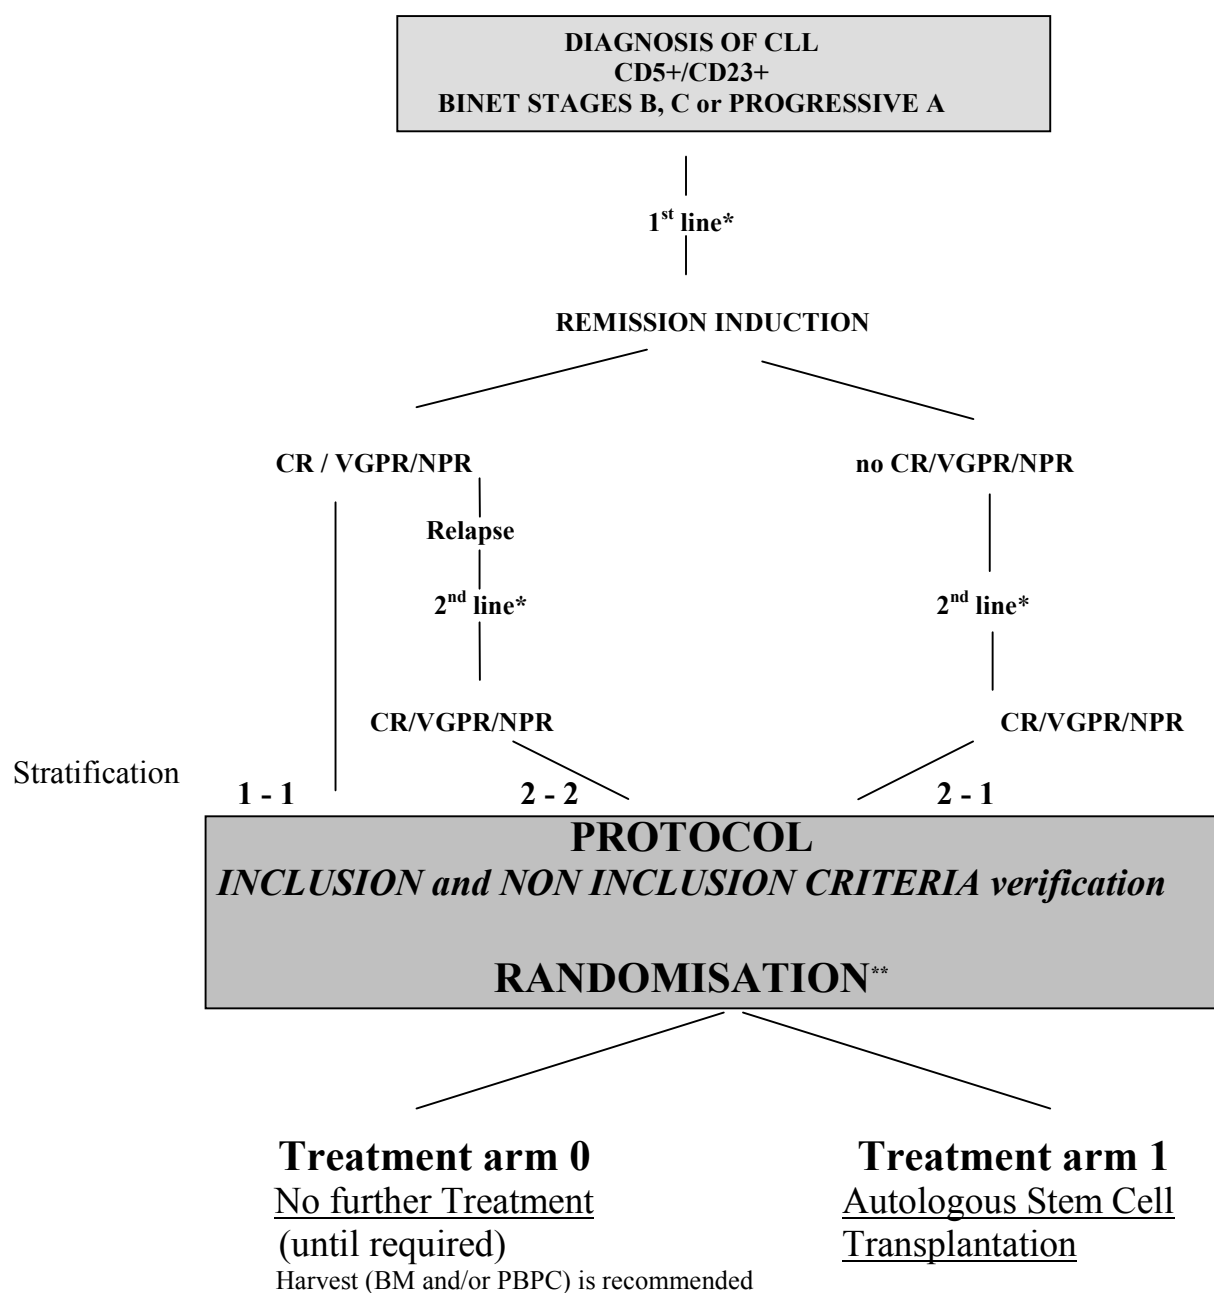 DIAGNOSIS OF CLL
CD5+/CD23+
BINET STAGES B, C or PROGRESSIVE A
1st line*
REMISSION INDUCTION
CR / VGPR/NPR
no CR/VGPR/NPR
Relapse
2nd line*
2nd line*
CR/VGPR/NPR
CR/VGPR/NPR
Stratification
1 - 1
2 - 2
2 - 1
PROTOCOL
INCLUSION and NON INCLUSION CRITERIA verification
RANDOMISATION**
Treatment arm 0
No further Treatment
(until required)
Harvest (BM and/or PBPC) is recommended
Treatment arm 1
Autologous Stem Cell
Transplantation